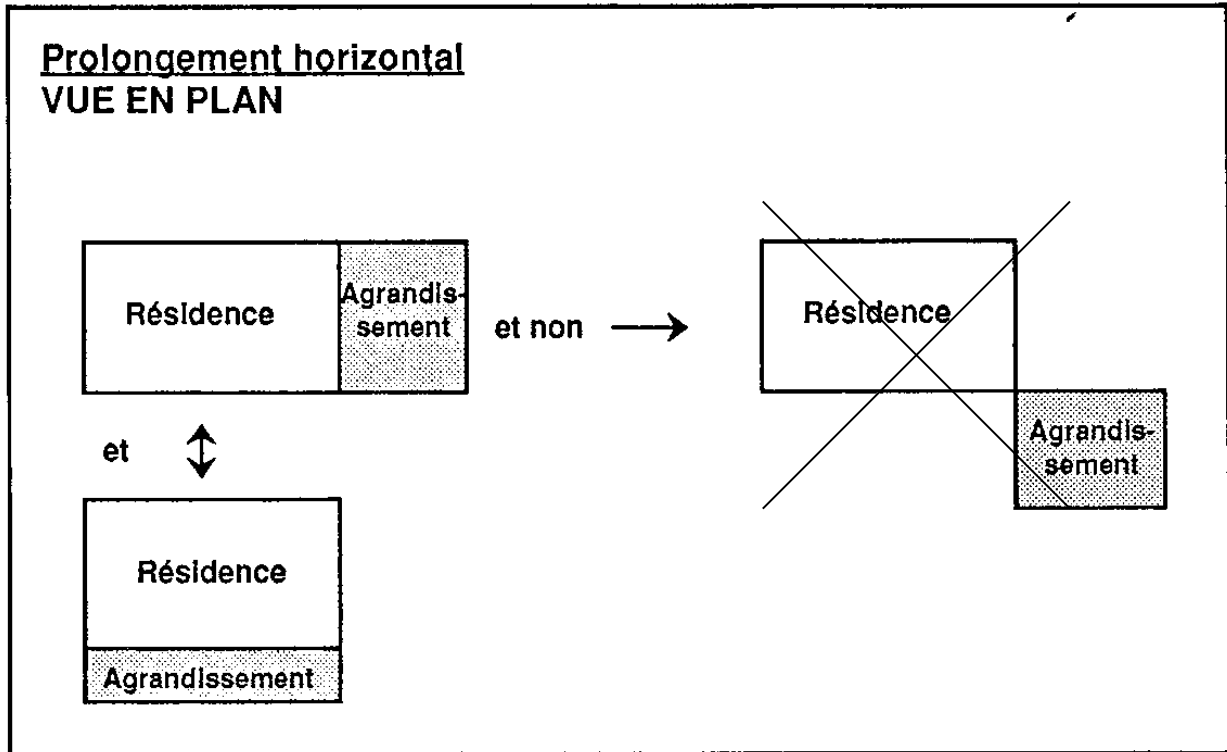 Prolongement horizontal
VUE EN PLAN
Résidence
Agrandis-
sement
et non
Résidence
Agrandis-
sement
et
Résidence
Agrandissement